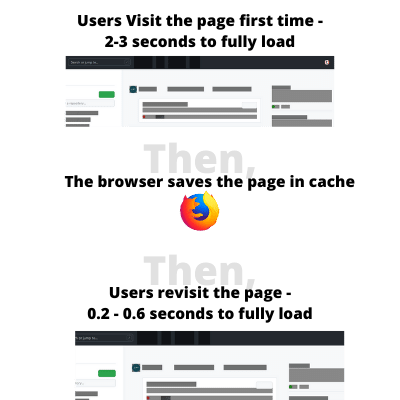 Users Visit the page first time -
2-3 seconds to fully load
Search or jump to...
Then,
The browser saves the page in cache
Then,
Users revisit the page -
0.2 - 0.6 seconds to fully load